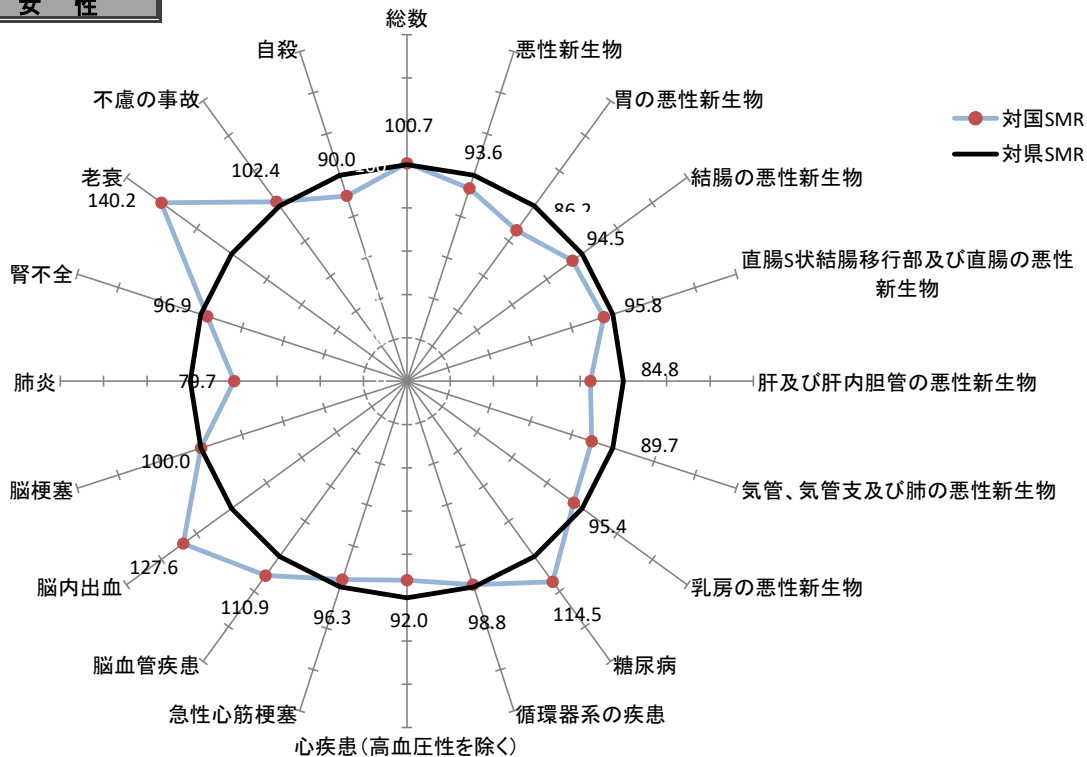 女 性
総数
100.7
悪性新生物
93.6
胃の悪性新生物
86.2
結腸の悪性新生物
94.5
直腸S状結腸移行部及び直腸の悪性
新生物
95.8
肝及び肝内胆管の悪性新生物
84.8
気管、気管支及び肺の悪性新生物
89.7
乳房の悪性新生物
95.4
糖尿病
114.5
循環器系の疾患
98.8
心疾患(高血圧性を除く)
92.0
急性心筋梗塞
96.3
脳血管疾患
110.9
脳内出血
127.6
脳梗塞
100.0
肺炎
79.7
腎不全
96.9
老衰
140.2
不慮の事故
102.4
自殺
90.0
対国SMR
対県SMR